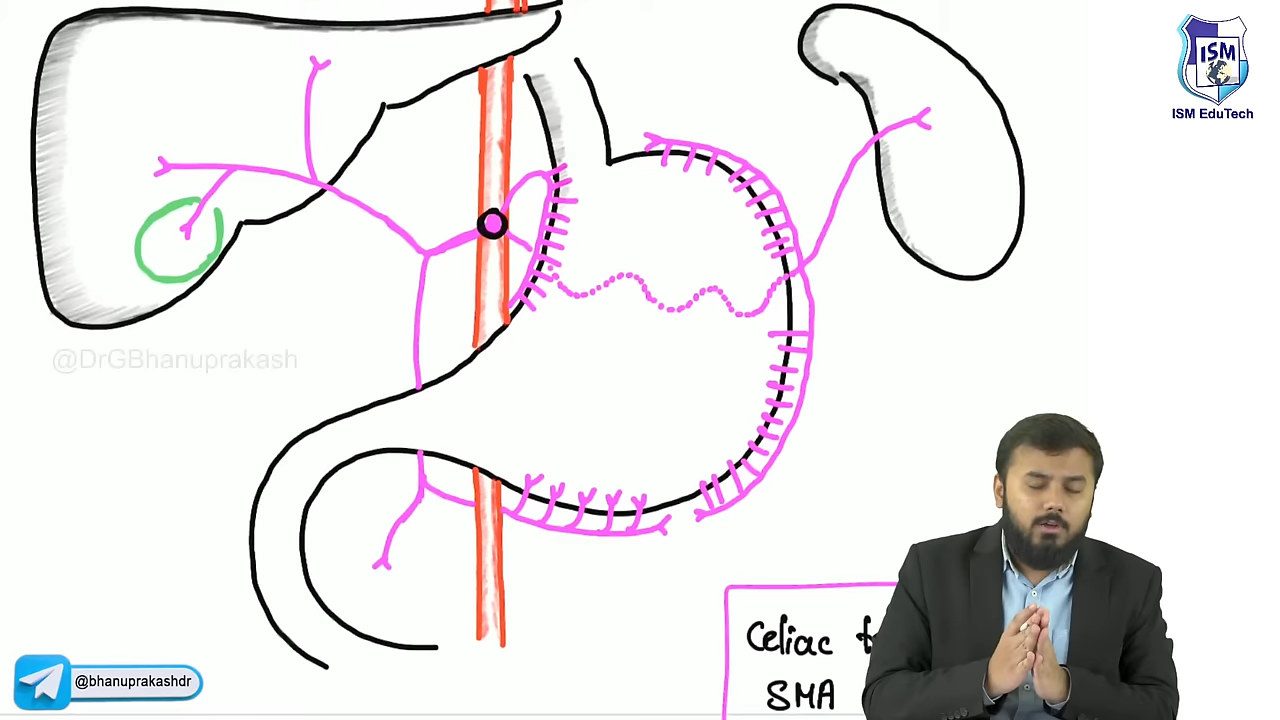 ISM
ISM EduTech
@DrGBhanuprakash
Celiac
SMA
@bhanuprakashdr